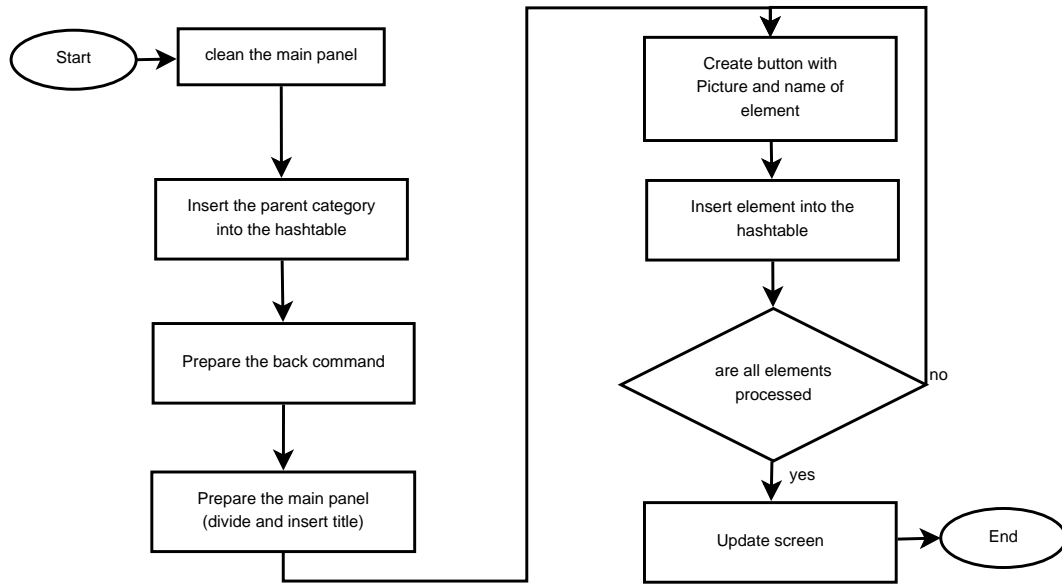 Start
clean the main panel
Insert the parent category
into the hashtable
Prepare the back command
Prepare the main panel
(divide and insert title)
Create button with
Picture and name of
element
Insert element into the
hashtable
are all elements
processed
no
yes
Update screen
End